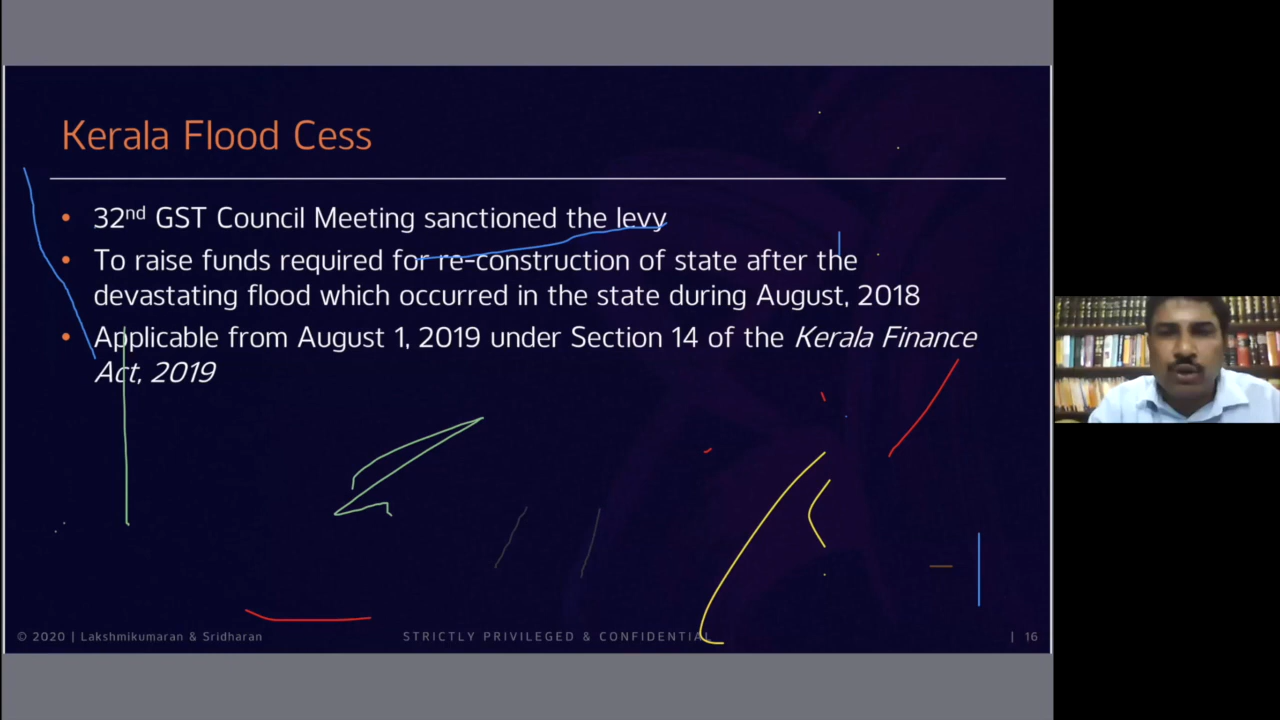 Kerala Flood Cess
• 32nd GST Council Meeting sanctioned the levy
• To raise funds required for re-construction of state after the
devastating flood which occurred in the state during August, 2018
• Applicable from August 1, 2019 under Section 14 of the Kerala Finance
Act, 2019
© 2020 | Lakshmikumaran & Sridharan
STRICTLY PRIVILEGED & CONFIDENTIAL
| 16